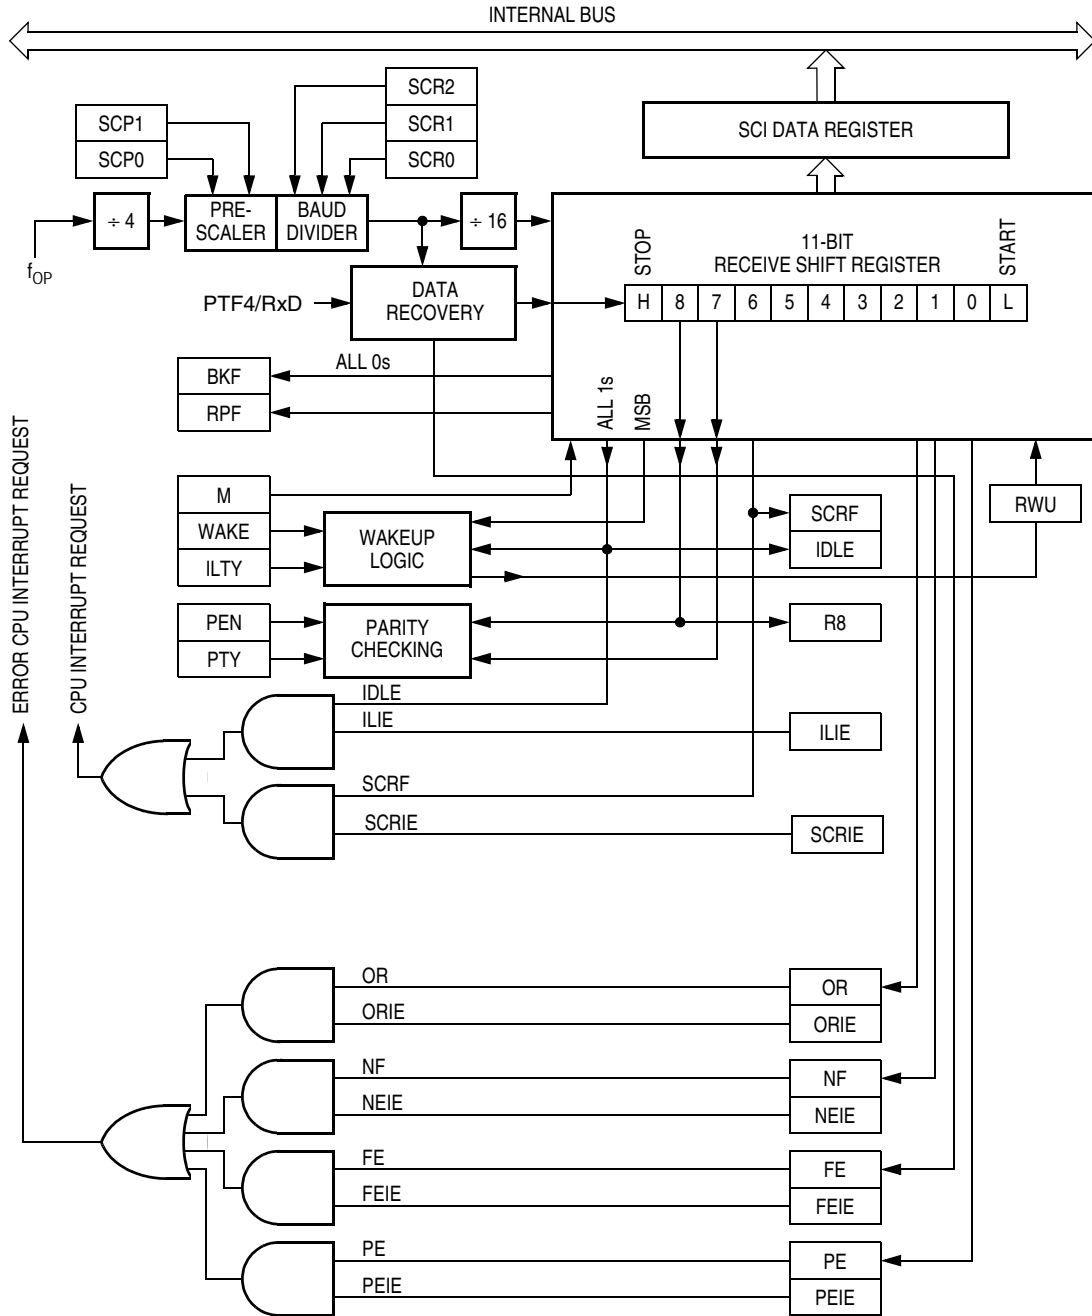 INTERNAL BUS
SCR2
SCR1
SCR0
SCP1
SCP0
SCI DATA REGISTER
÷ 4
PRE-
SCALER
BAUD
DIVIDER
÷ 16
fOP
11-BIT
RECEIVE SHIFT REGISTER
STOP
START
H 8 7 6 5 4 3 2 1 0 L
PTF4/RxD
DATA
RECOVERY
ALL 0s
BKF
RPF
ALL 1s
MSB
M
WAKE
ILTY
WAKEUP
LOGIC
SCRF
IDLE
RWU
PEN
PTY
PARITY
CHECKING
R8
ERROR CPU INTERRUPT REQUEST
CPU INTERRUPT REQUEST
IDLE
ILIE
ILIE
SCRF
SCRIE
SCRIE
OR
OR
ORIE
ORIE
NF
NF
NEIE
NEIE
FE
FE
FEIE
FEIE
PE
PE
PEIE
PEIE